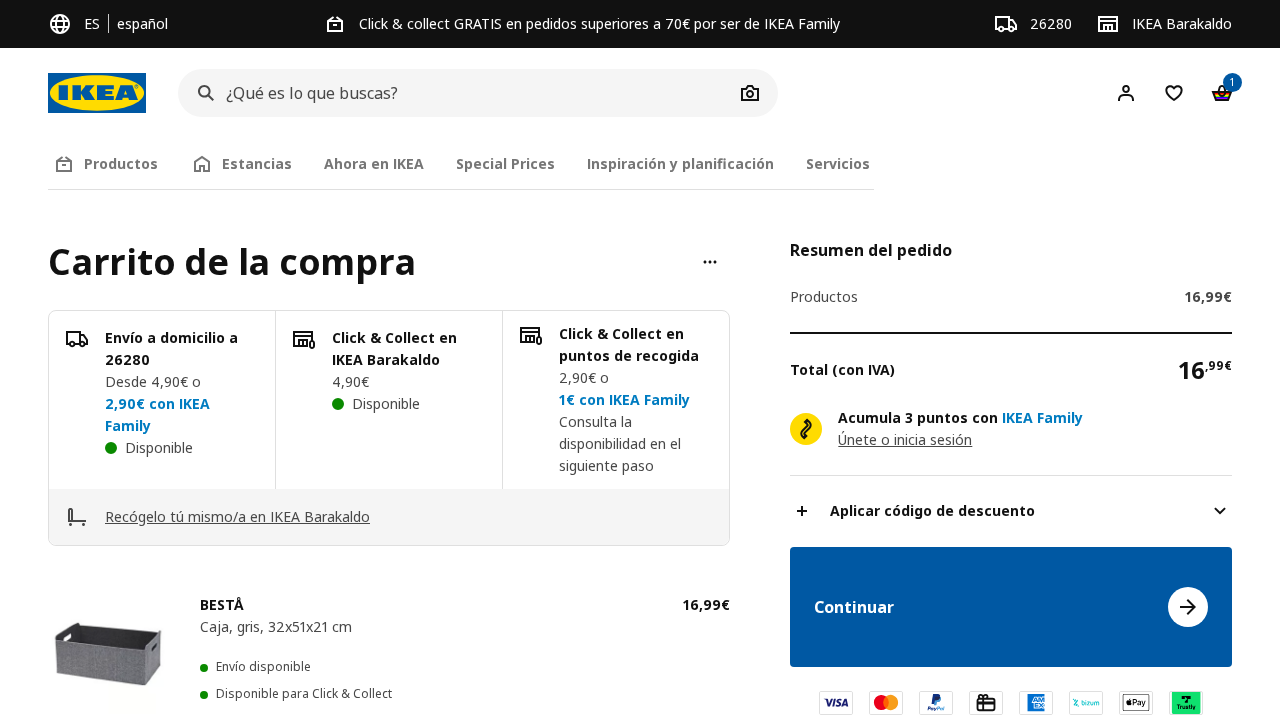 ES español
Click & collect GRATIS en pedidos superiores a 70€ por ser de IKEA Family
26280
IKEA Barakaldo
IKEA
¿Qué es lo que buscas?
1
Productos
Estancias
Ahora en IKEA
Special Prices
Inspiración y planificación
Servicios
Carrito de la compra
Envío a domicilio a
26280
Desde 4,90€ o
2,90€ con IKEA
Family
Disponible
Click & Collect en
IKEA Barakaldo
4,90€
Disponible
Click & Collect en
puntos de recogida
2,90€ o
1€ con IKEA Family
Consulta la
disponibilidad en el
siguiente paso
Recógelo tú mismo/a en IKEA Barakaldo
BESTÅ
16,99€
Caja, gris, 32x51x21 cm
Envío disponible
Disponible para Click & Collect
Resumen del pedido
Productos
16,99€
Total (con IVA)
16,99€
Acumula 3 puntos con IKEA Family
Únete o inicia sesión
Aplicar código de descuento
Continuar
VISA
PayPal
AM
EX
bizum
Pay
Trustly